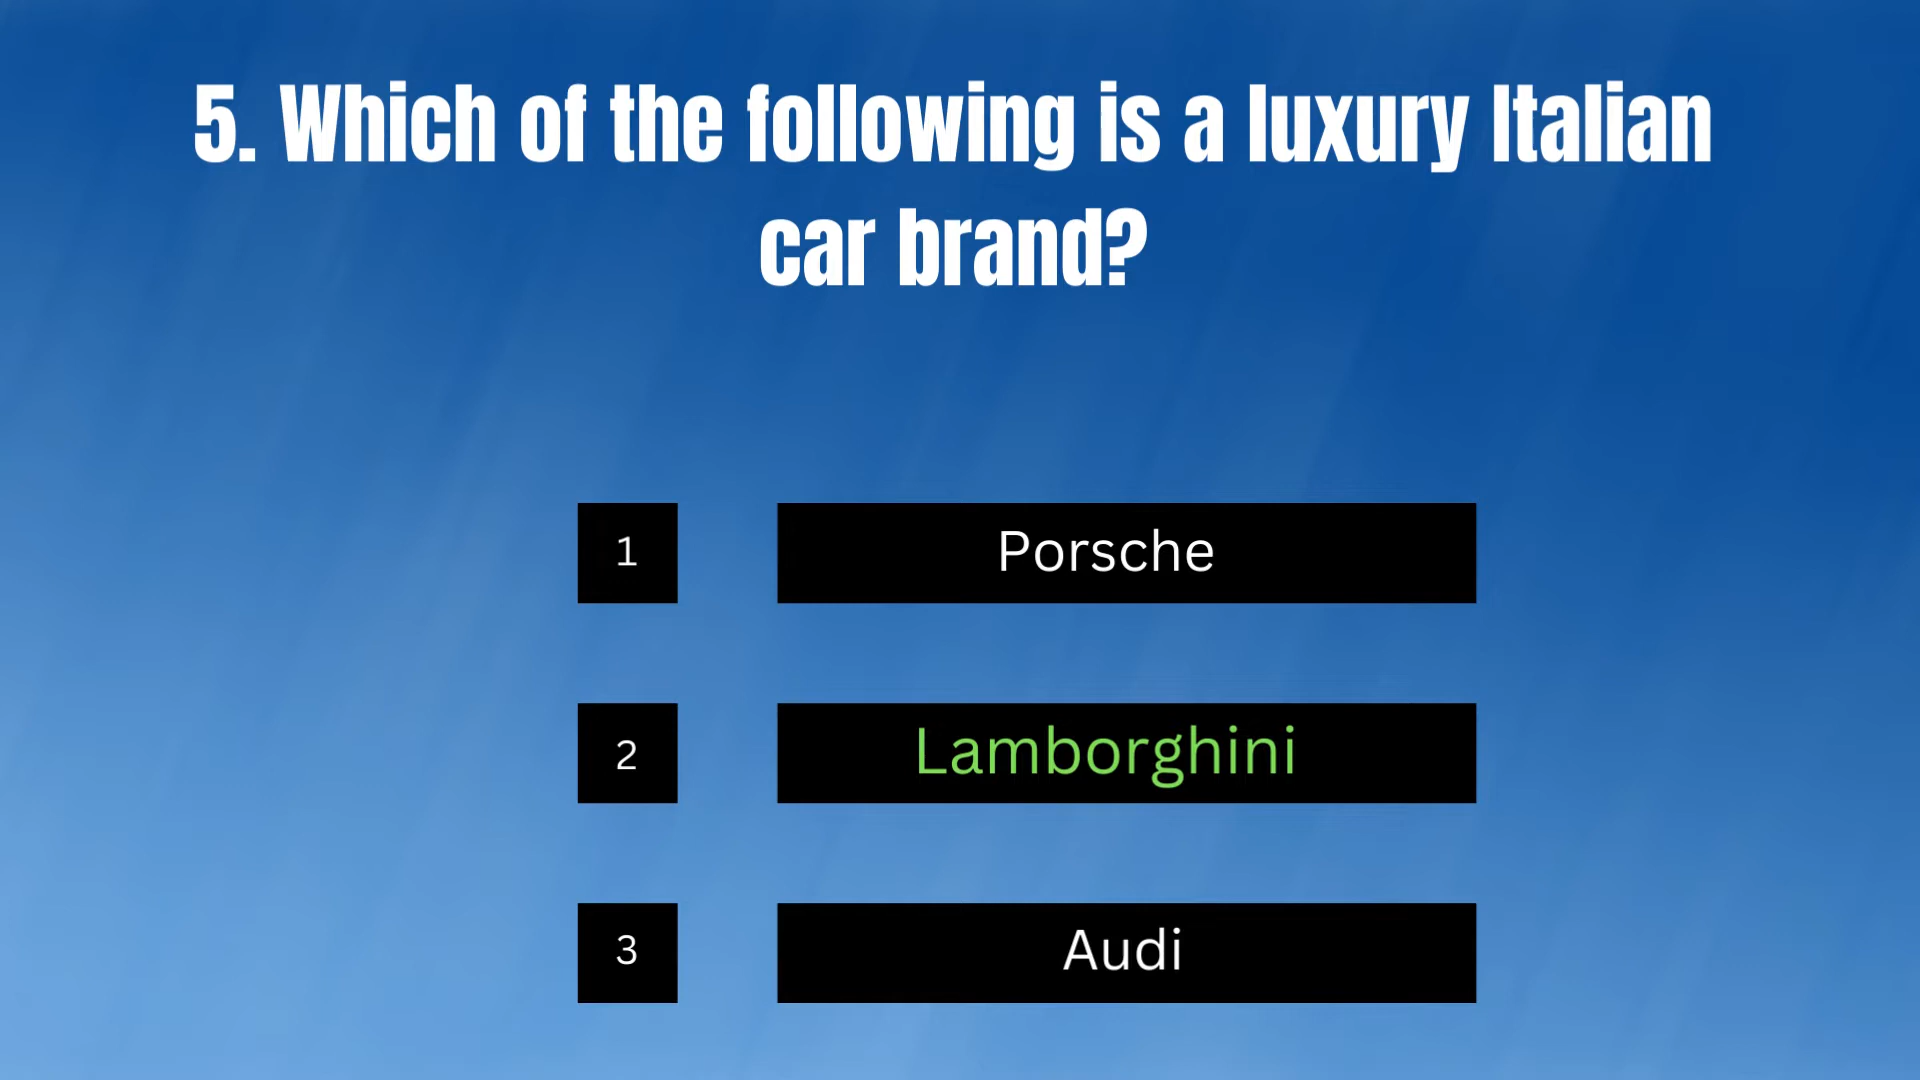 5. Which of the following is a luxury Italian
car brand?
1 Porsche
2 Lamborghini
3 Audi